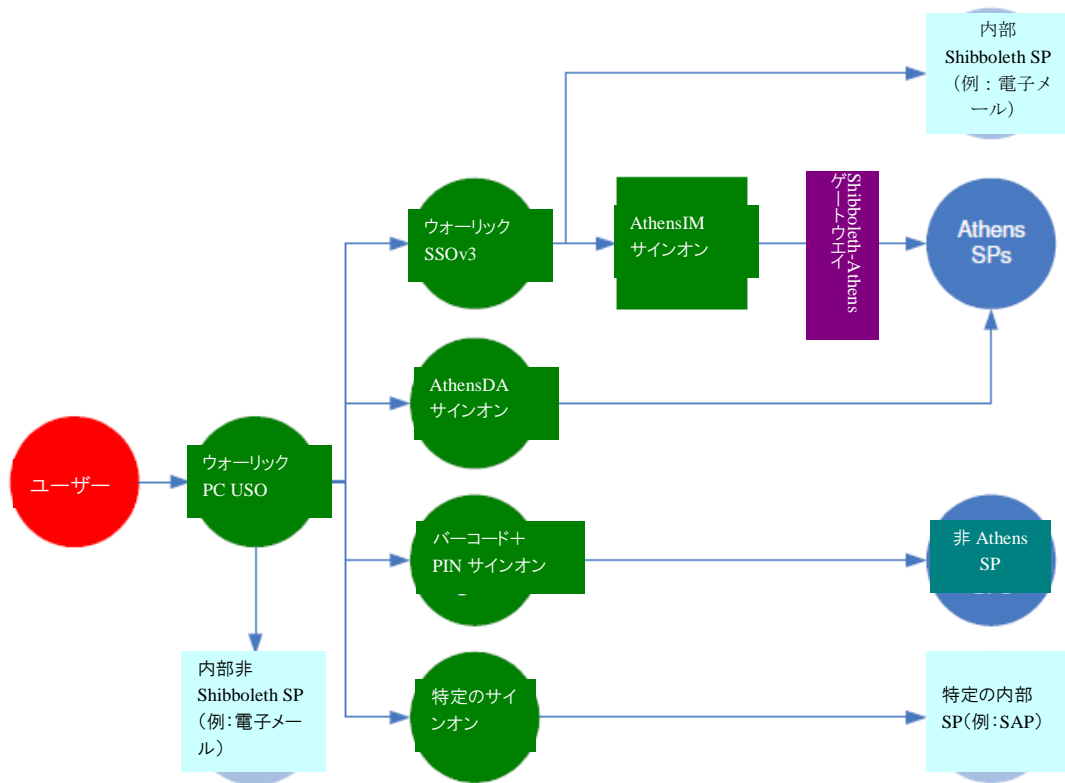 内部
Shibboleth SP
（例：電子メ
ール）
ウォーリック
SSOv3
AthensIM
サインオン
Shibboleth-Athens
ゲートウエイ
Athens
SPs
AthensDA
サインオン
ユーザー
ウォーリック
PC USO
バーコード＋
PIN サインオン
非 Athens
SP
内部非
Shibboleth SP
（例：電子メー
ル）
特定のサイ
ンオン
特定の内部
SP（例：SAP）